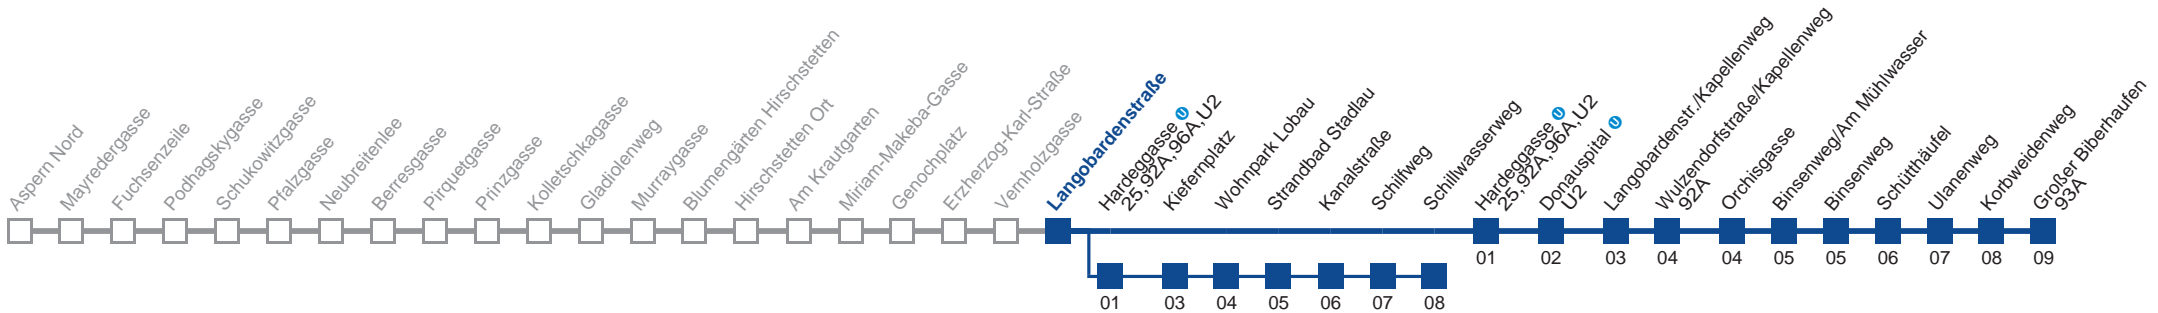 Aspern Nord
Mayredergasse
Fuchsenzeile
Podhagskygasse
Schukowitzgasse
Pfalzgasse
Neubreitenlee
Berresgasse
Pirquetgasse
Prinzgasse
Kolletschkagasse
Gladiolenweg
Murraygasse
Blumengärten Hirschstetten
Hirschstetten Ort
Am Krautgarten
Miriam-Makeba-Gasse
Genochplatz
Erzherzog-Karl-Straße
Vernholzgasse
Langobardenstraße
Hardeggasse U
25,92A,96A,U2
Kiefernplatz
Wohnpark Lobau
Strandbad Stadlau
Kanalstraße
Schilfweg
Schillwasserweg
Hardeggasse U
25,92A,96A,U2
Donauspital U
U2
Langobardenstr./Kapellenweg
Wulzendorfstraße/Kapellenweg
92A
Orchisgasse
Binsenweg/Am Mühlwasser
Binsenweg
Schütthäufel
Ulanenweg
Korbweidenweg
Großer Biberhaufen
93A
01 02 03 04 04 05 05 06 07 08 09
01 03 04 05 06 07 08